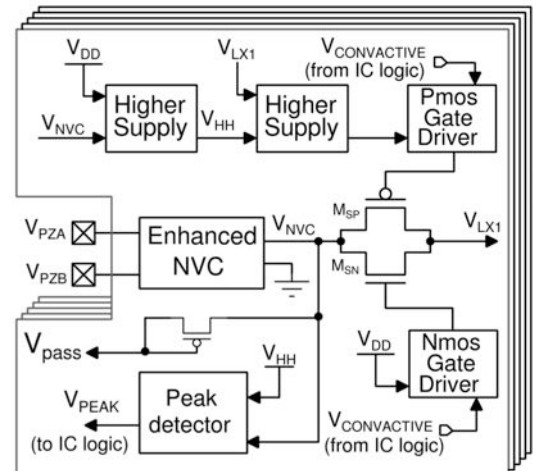 V_DD
V_LX1
V_CONVACTIVE
(from IC logic)
V_NVC
Higher
Supply
V_HH
Higher
Supply
Pmos
Gate
Driver
V_PZA
V_PZB
Enhanced
NVC
V_NVC
M_SP
M_SN
V_LX1
V_pass
V_HH
V_DD
Nmos
Gate
Driver
V_PEAK
(to IC logic)
Peak
detector
V_CONVACTIVE
(from IC logic)